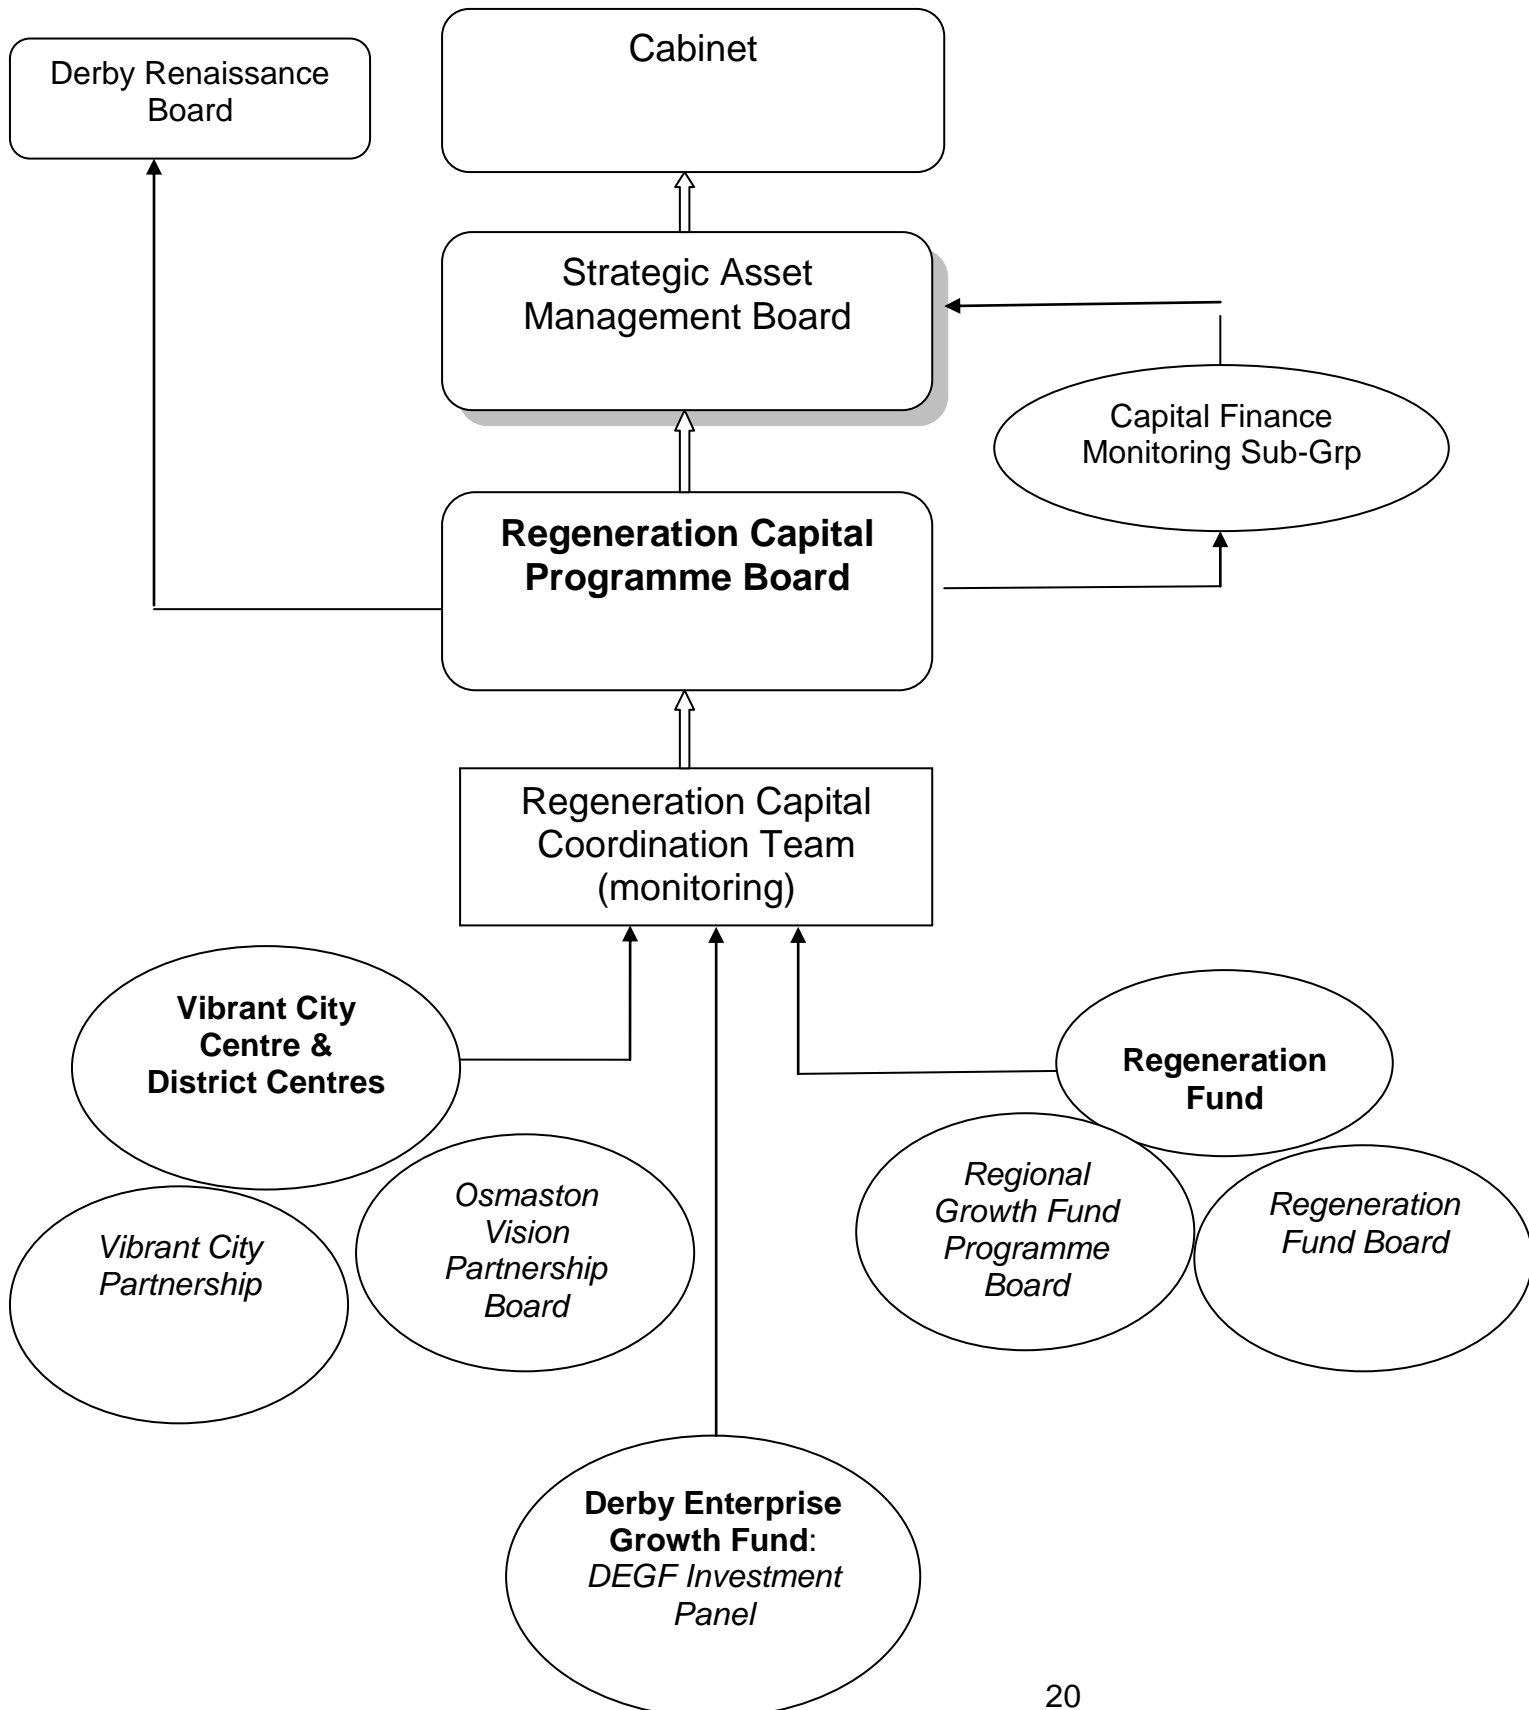 Cabinet
Derby Renaissance
Board
Strategic Asset
Management Board
Capital Finance
Monitoring Sub-Grp
Regeneration Capital
Programme Board
Regeneration Capital
Coordination Team
(monitoring)
Vibrant City
Centre &
District Centres
Regeneration
Fund
Vibrant City
Partnership
Osmaston
Vision
Partnership
Board
Regional
Growth Fund
Programme
Board
Regeneration
Fund Board
Derby Enterprise
Growth Fund:
DEGF Investment
Panel
20